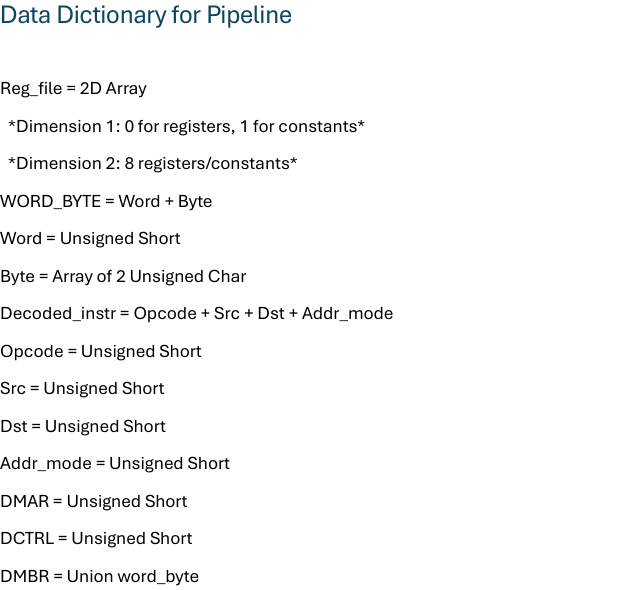 Data Dictionary for Pipeline
Reg_file = 2D Array
*Dimension 1: 0 for registers, 1 for constants*
*Dimension 2: 8 registers/constants*
WORD_BYTE = Word + Byte
Word = Unsigned Short
Byte = Array of 2 Unsigned Char
Decoded_instr = Opcode + Src + Dst + Addr_mode
Opcode = Unsigned Short
Src = Unsigned Short
Dst = Unsigned Short
Addr_mode = Unsigned Short
DMAR = Unsigned Short
DCTRL = Unsigned Short
DMBR = Union word_byte